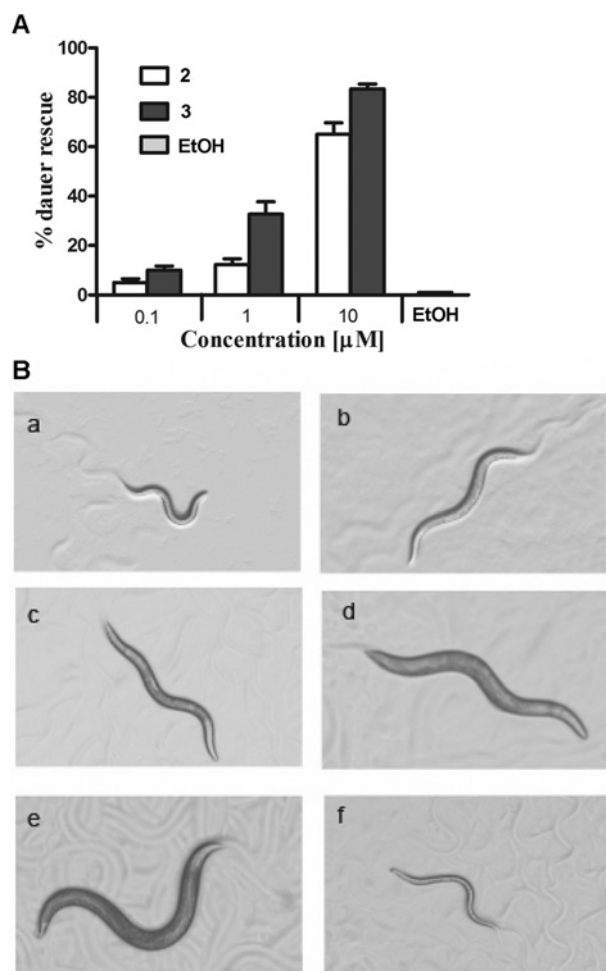 A
100
80
60
40
20
0
% dauer rescue
2
3
EtOH
0.1 1 10 EtOH
Concentration [µM]
B
a b
c d
e f